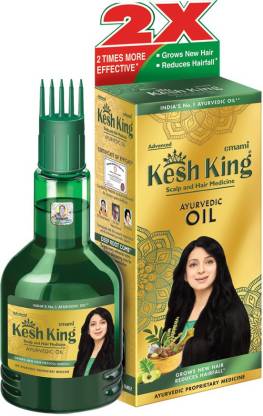 2X
2 TIMES MORE
EFFECTIVE*
• Grows New Hair
• Reduces Hairfall*
INDIA'S No.1 AYURVEDIC OIL**
Advanced
emami
Kesh King
Scalp and Hair Medicine
AYURVEDIC
OIL
DEEP ROOT COMB
GROWS NEW HAIR
REDUCES HAIRFALL*
AYURVEDIC PROPRIETARY MEDICINE
Advanced
emami
Kesh King
Scalp and Hair Medicine
AYURVEDIC OIL